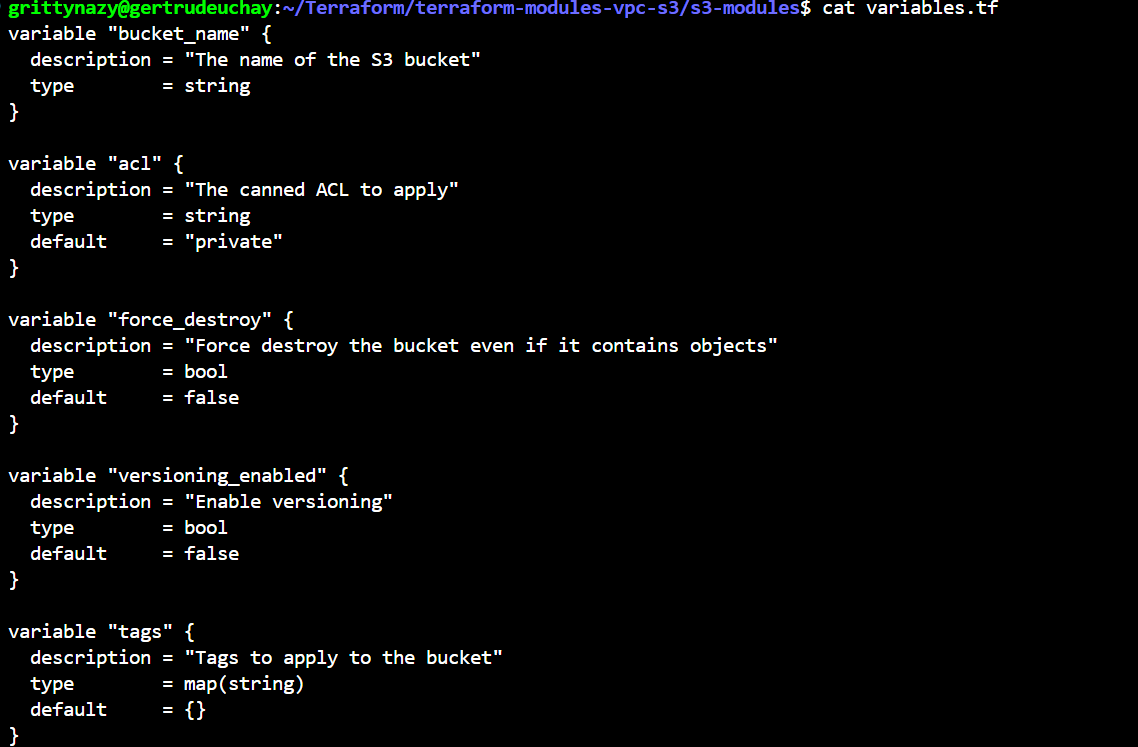 grittynazy@gertrudeuchay:~/Terraform/terraform-modules-vpc-s3/s3-modules$ cat variables.tf
variable "bucket_name" {
  description = "The name of the S3 bucket"
  type        = string
}

variable "acl" {
  description = "The canned ACL to apply"
  type        = string
  default     = "private"
}

variable "force_destroy" {
  description = "Force destroy the bucket even if it contains objects"
  type        = bool
  default     = false
}

variable "versioning_enabled" {
  description = "Enable versioning"
  type        = bool
  default     = false
}

variable "tags" {
  description = "Tags to apply to the bucket"
  type        = map(string)
  default     = {}
}